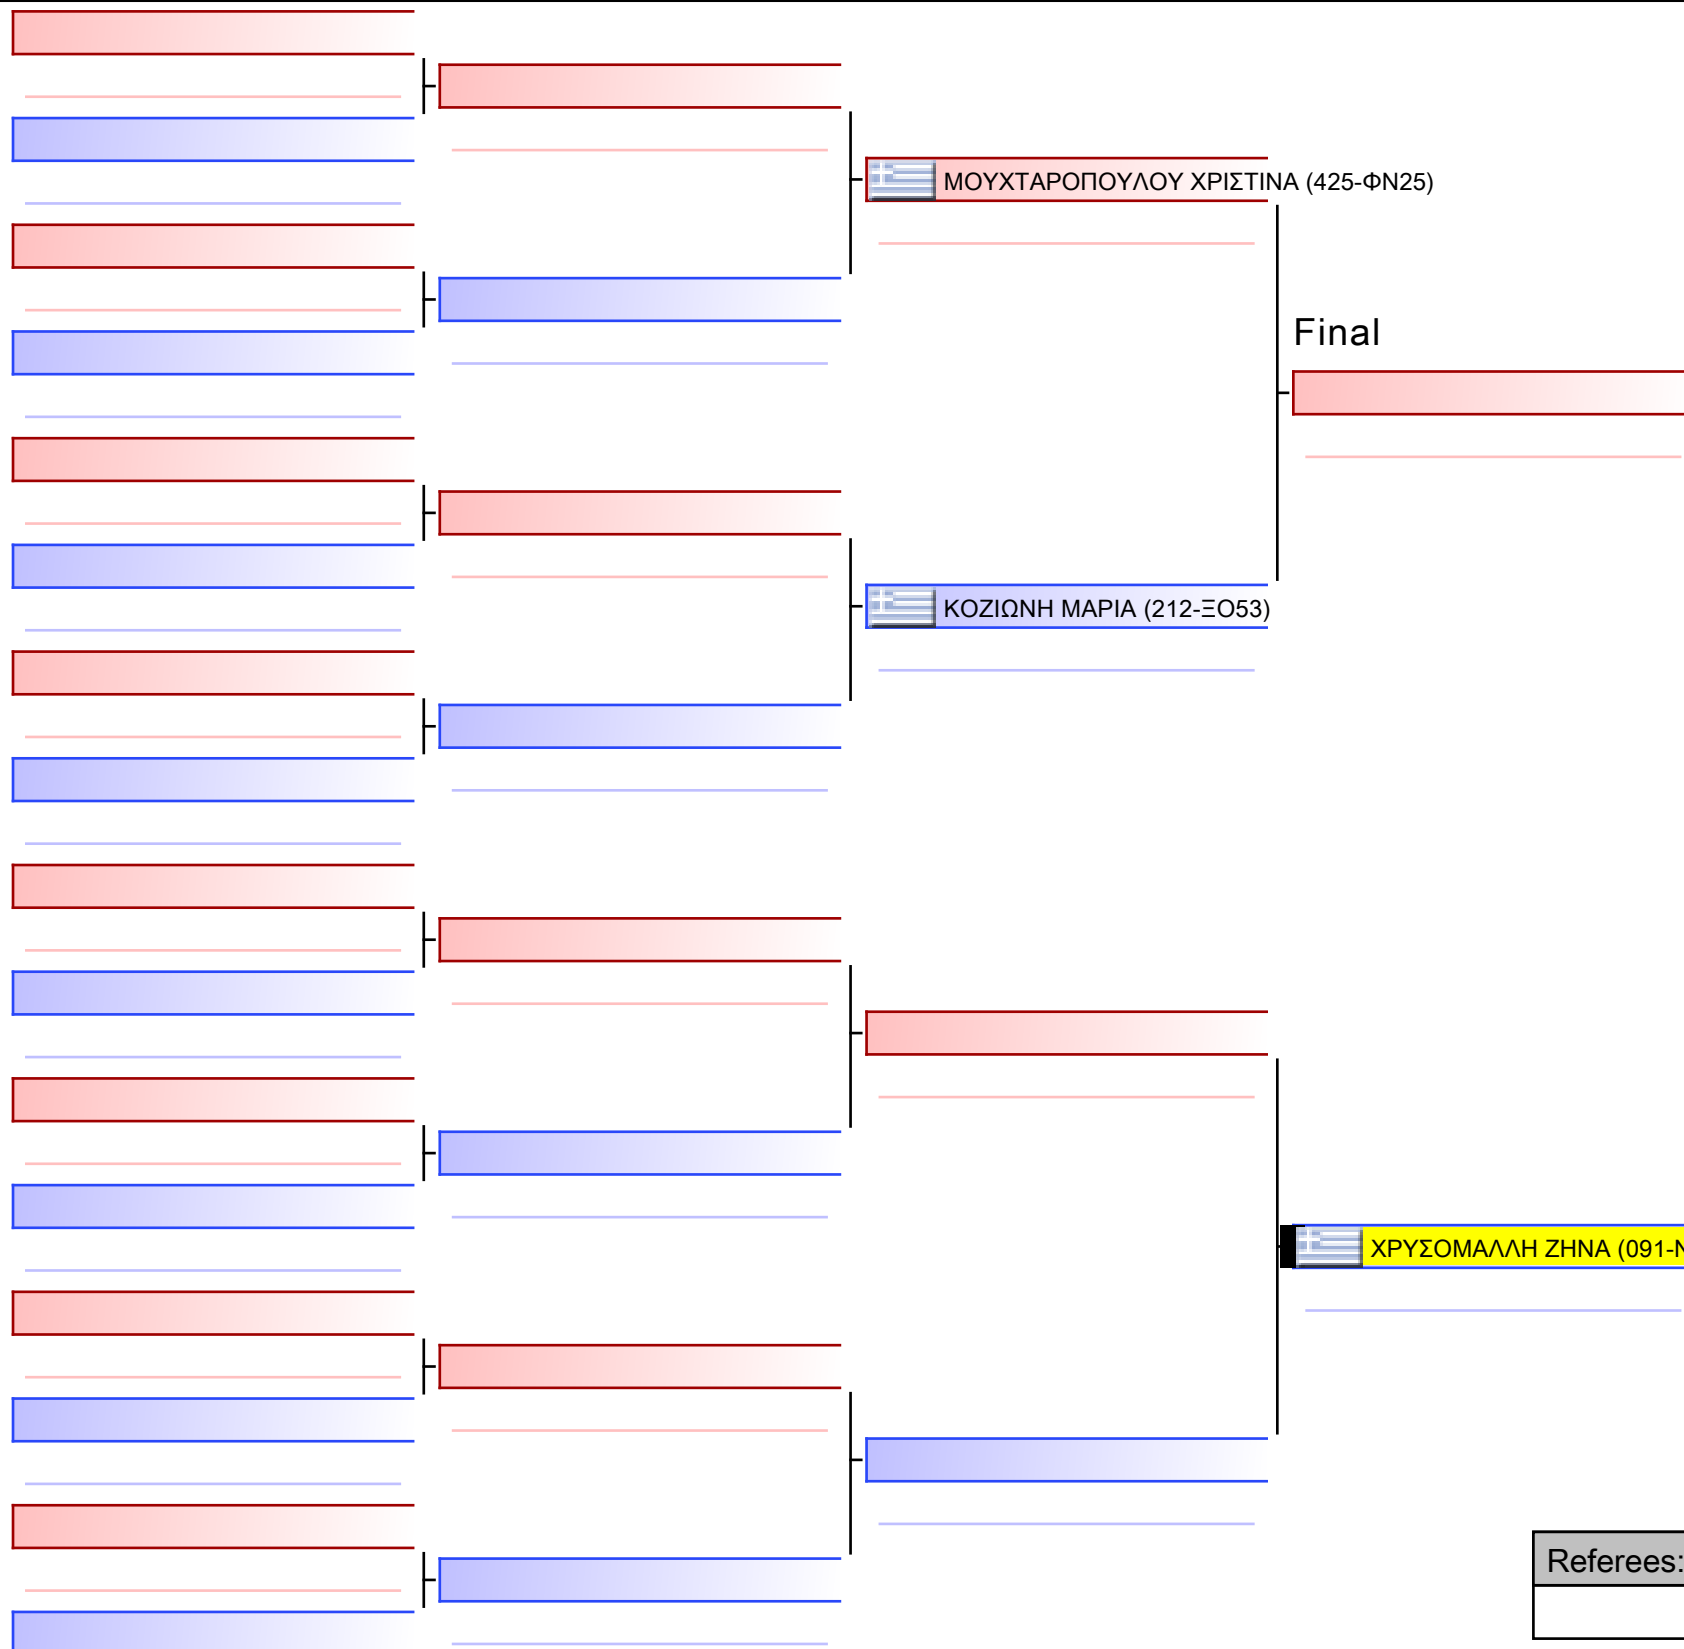 ΜΟΥΧΤΑΡΟΠΟΥΛΟΥ ΧΡΙΣΤΙΝΑ (425-ΦΝ25)
Final
ΚΟΖΙΩΝΗ ΜΑΡΙΑ (212-ΞΟ53)
ΧΡΥΣΟΜΑΛΛΗ ΖΗΝΑ (091-Ν
Referees: